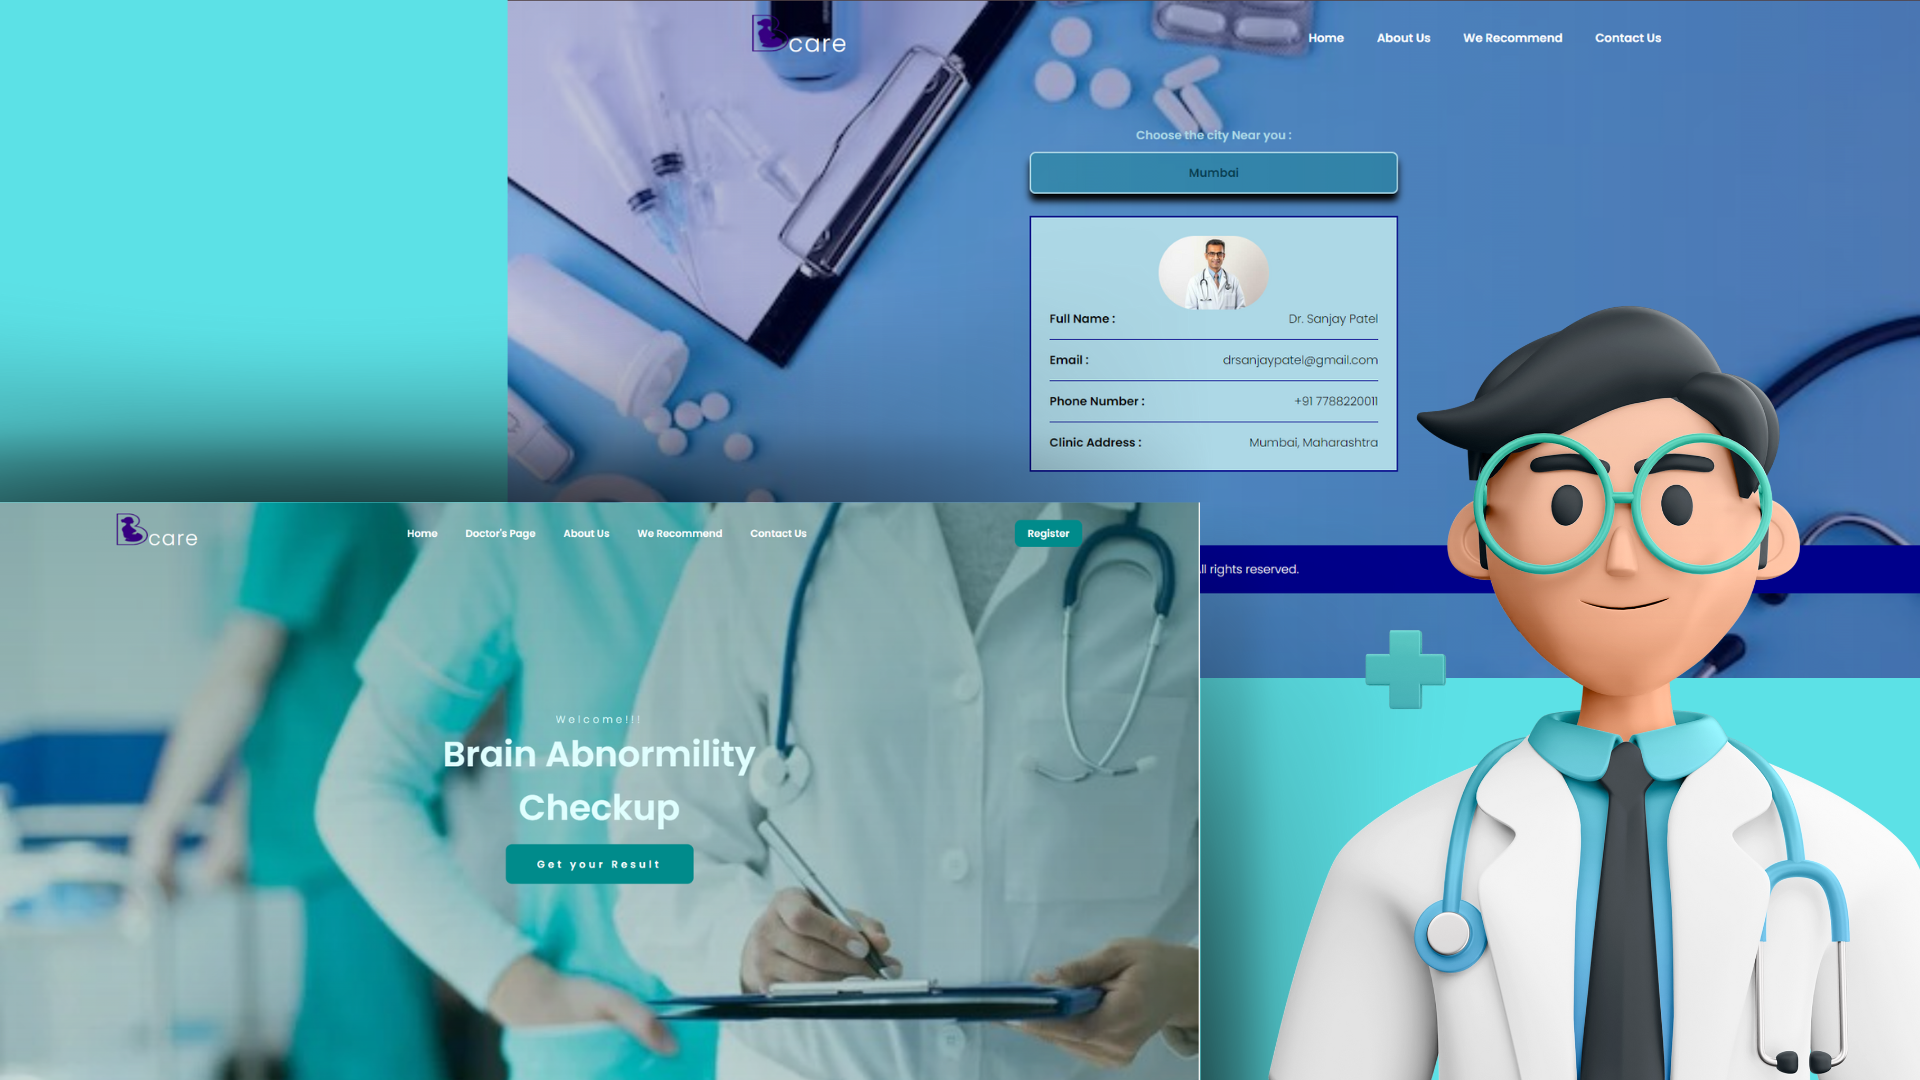 Bcare
Home About Us We Recommend Contact Us
Choose the city Near you :
Mumbai
Full Name : Dr. Sanjay Patel
Email : drsanjaypatel@gmail.com
Phone Number : +91 7788220011
Clinic Address : Mumbai, Maharashtra
ll rights reserved.
Bcare
Home Doctor's Page About Us We Recommend Contact Us Register
Welcome!!!
Brain Abnormility
Checkup
Get your Result